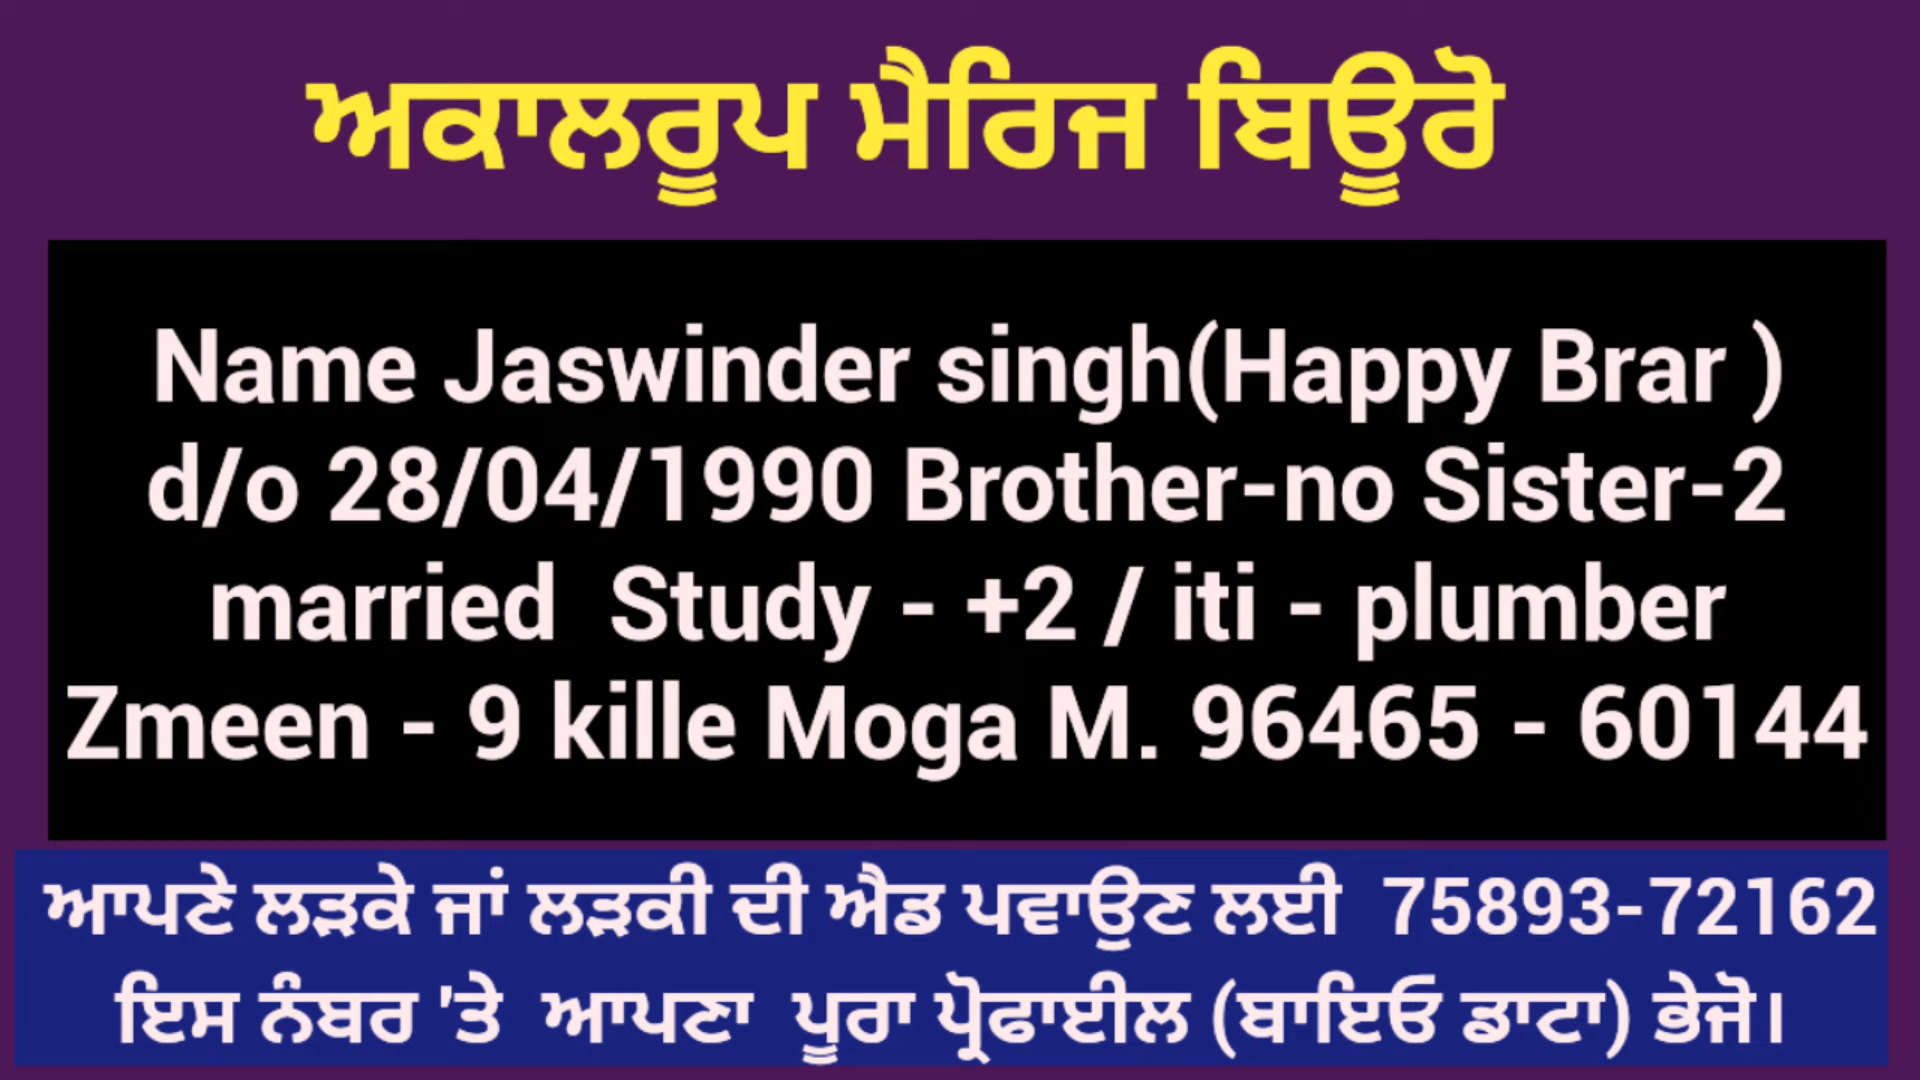 ਅਕਾਲਰੂਪ ਮੈਰਿਜ ਬਿਊਰੋ
Name Jaswinder singh(Happy Brar )
d/o 28/04/1990 Brother-no Sister-2
married  Study - +2 / iti - plumber
Zmeen - 9 kille Moga M. 96465 - 60144
ਆਪਣੇ ਲੜਕੇ ਜਾਂ ਲੜਕੀ ਦੀ ਐਡ ਪਵਾਉਣ ਲਈ  75893-72162
ਇਸ ਨੰਬਰ 'ਤੇ  ਆਪਣਾ  ਪੂਰਾ ਪ੍ਰੋਫਾਈਲ (ਬਾਇਓ ਡਾਟਾ) ਭੇਜੋ।